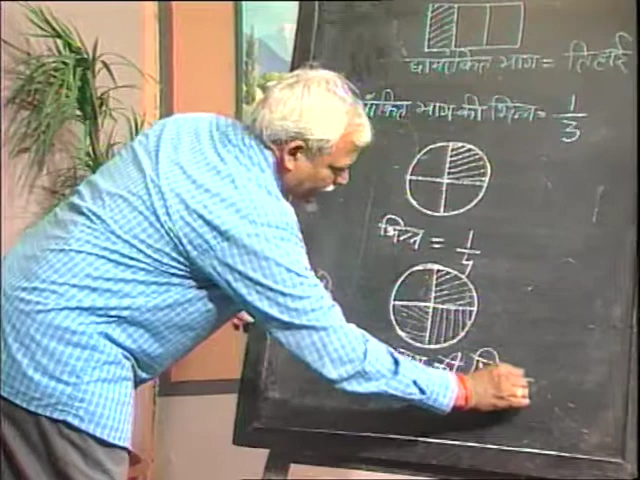 छायांकित भाग = तिहाई
भाग की भिन्न = 1/3
भिन्न = 1/4